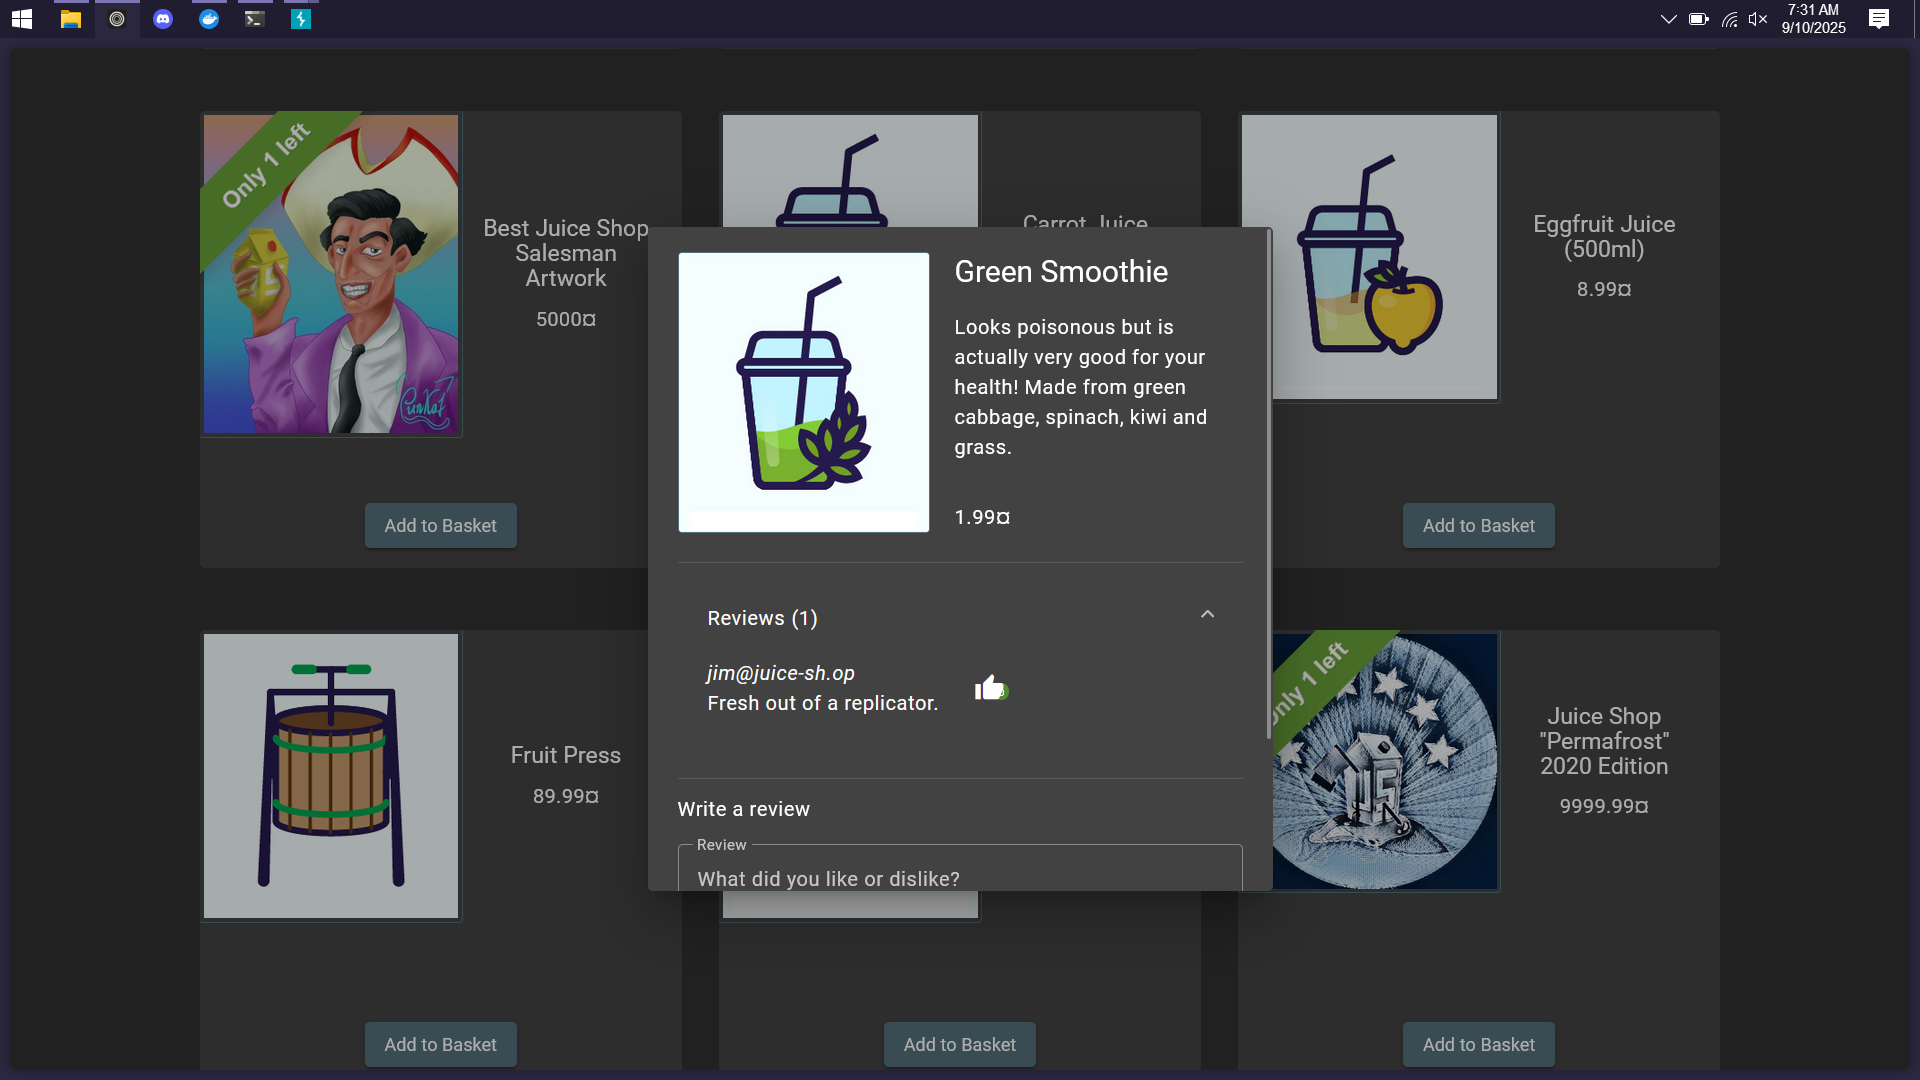 7:31 AM
9/10/2025
Only 1 left
Best Juice Shop
Salesman
Artwork
5000¤
Add to Basket
Carrot Juice
Eggfruit Juice
(500ml)
8.99¤
Add to Basket
Green Smoothie
Looks poisonous but is
actually very good for your
health! Made from green
cabbage, spinach, kiwi and
grass.
1.99¤
Reviews (1)
jim@juice-sh.op
Fresh out of a replicator.
Write a review
Review
What did you like or dislike?
Fruit Press
89.99¤
Add to Basket
Add to Basket
Only 1 left
Juice Shop
"Permafrost"
2020 Edition
9999.99¤
Add to Basket